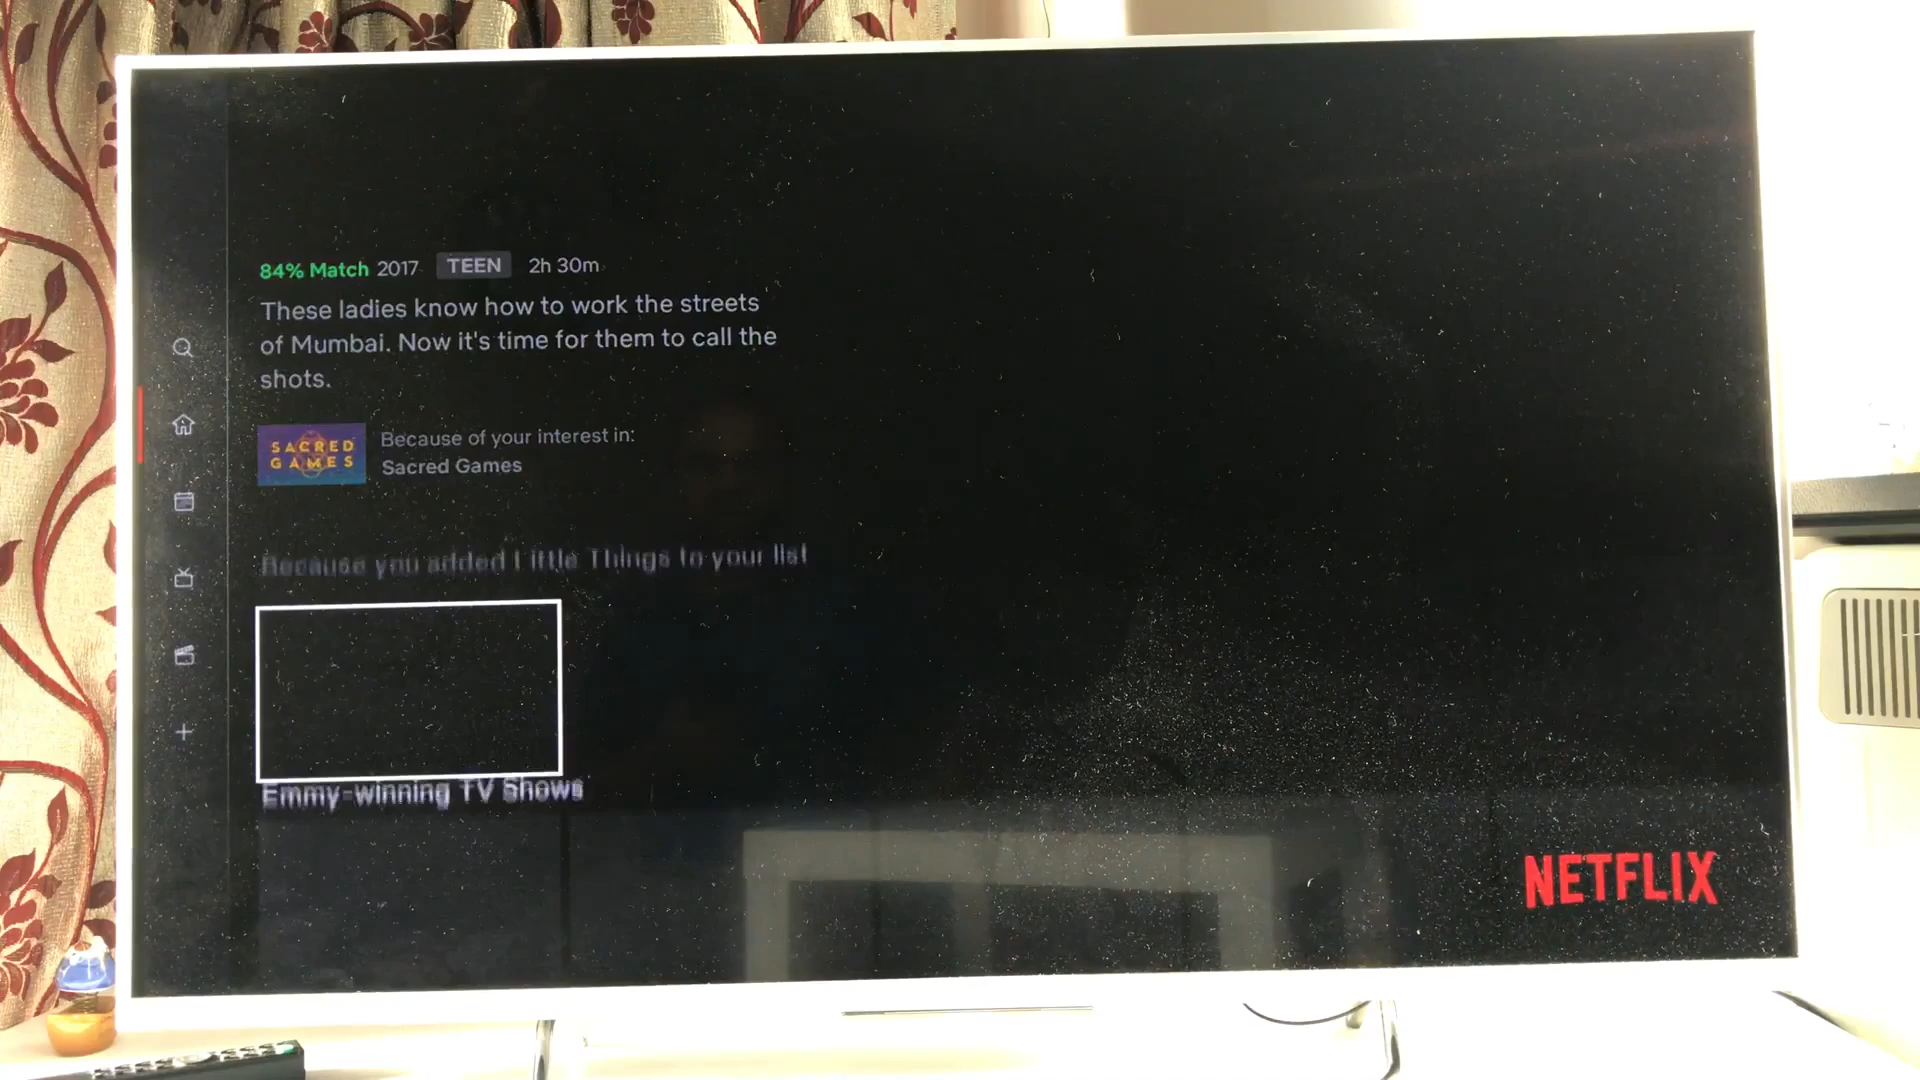 84% Match 2017 TEEN 2h 30m
These ladies know how to work the streets
of Mumbai. Now it's time for them to call the
shots.
SACRED
GAMES
Because of your interest in:
Sacred Games
Because you added Little Things to your list
Emmy-winning TV Shows
NETFLIX